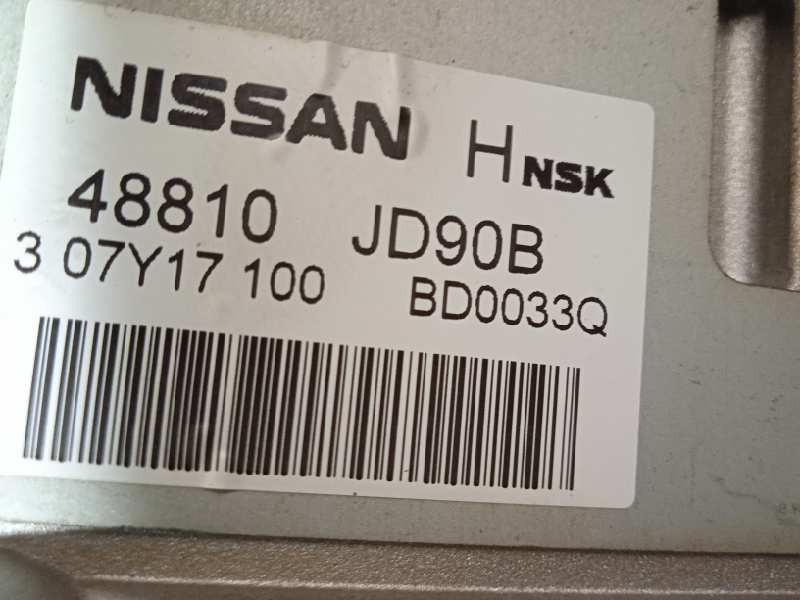 NISSAN H NSK
48810 JD90B
3 07Y17 100 BD0033Q